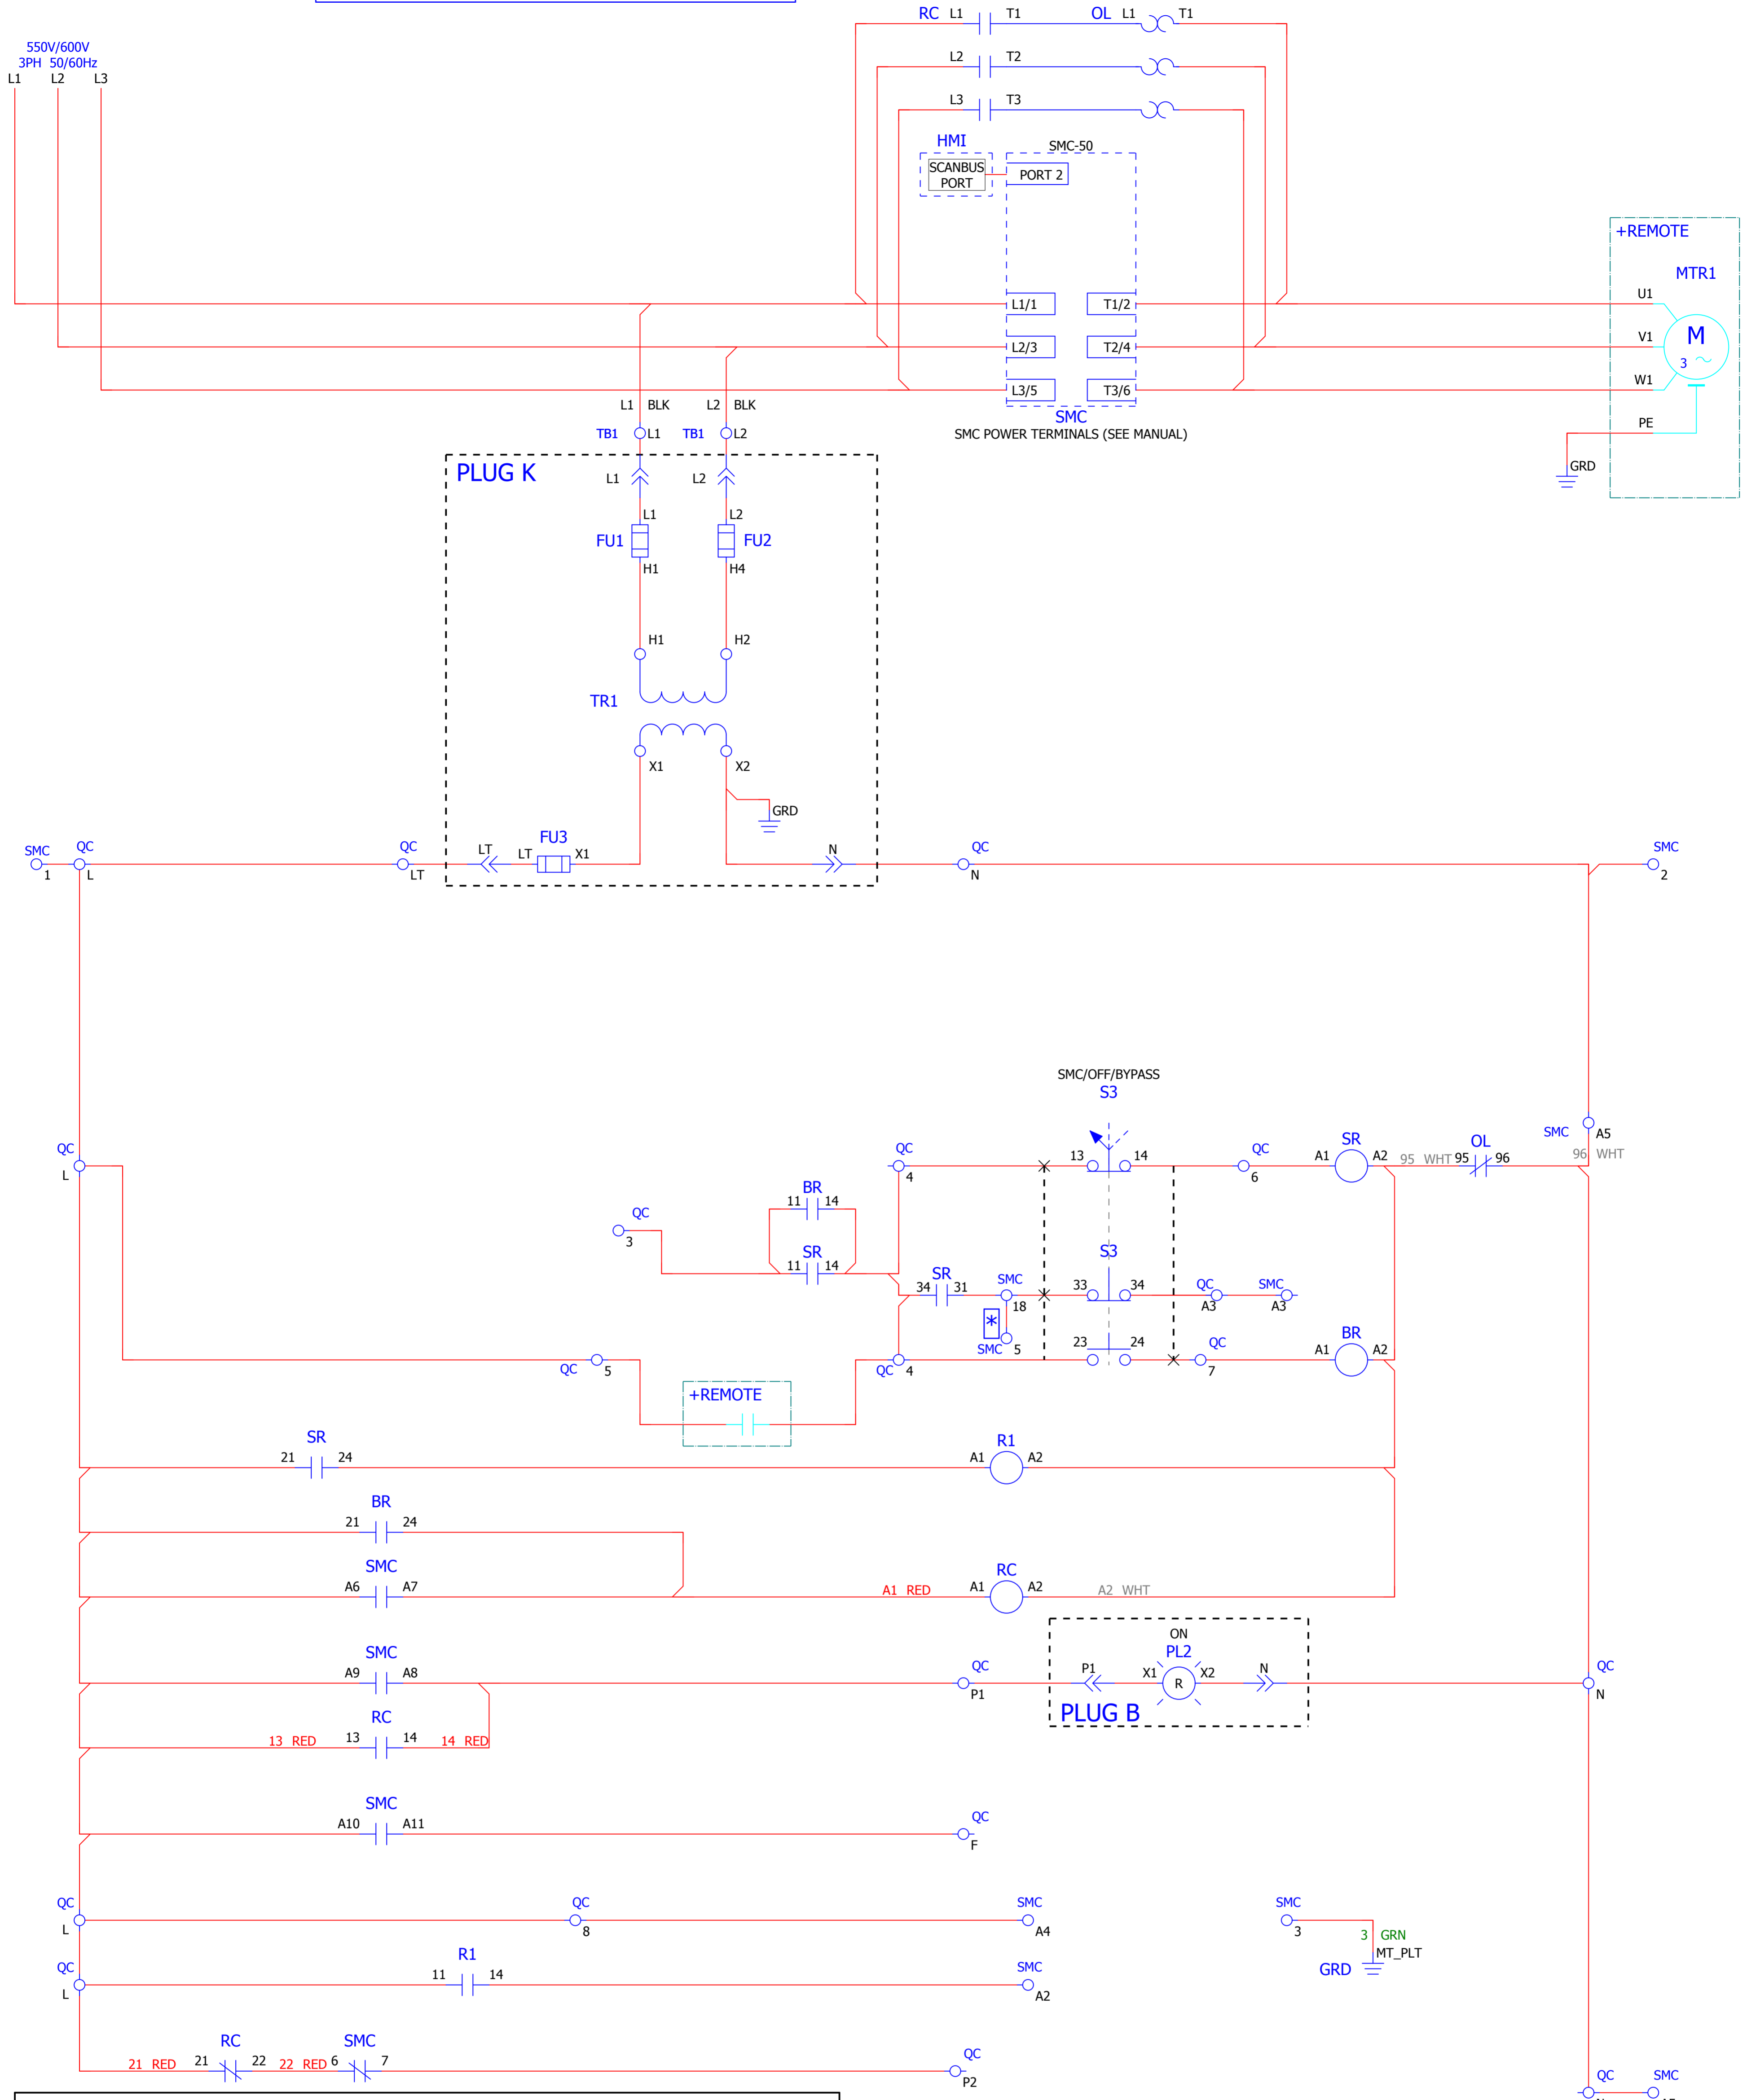 RC L1 T1 OL L1 T1
550V/600V
3PH 50/60Hz
L1 L2 L3
L2 T2
L3 T3
HMI
SCANBUS
PORT
SMC-50
PORT 2
+REMOTE
MTR1
L1/1 T1/2 U1
L2/3 T2/4 V1
M
3
L3/5 T3/6 W1
L1 BLK L2 BLK
SMC
PE
TB1 L1 TB1 L2
SMC POWER TERMINALS (SEE MANUAL)
GRD
PLUG K
L1 L2
L1 L2
FU1 FU2
H1 H4
H1 H2
TR1
X1 X2
GRD
SMC QC QC FU3 QC SMC
LT LT X1 N
1 L LT N 2
SMC/OFF/BYPASS
S3
SMC A5
QC QC 13 14 QC SR OL
A1 A2 95 WHT 95 96 96 WHT
L 4 6
BR
11 14
QC
3
SR S3
11 14
SR SMC 33 34 QC SMC
34 31
18 A3 A3
*
SMC 5 23 24 QC BR
A1 A2
QC 5 QC 4 7
+REMOTE
SR R1
21 24 A1 A2
BR
21 24
SMC RC
A6 A7 A1 RED A1 A2 A2 WHT
ON
SMC PL2
A9 A8 QC P1 X1 X2 N QC
R
P1 N
PLUG B
RC
13 RED 13 14 14 RED
SMC
A10 A11 QC
F
QC QC SMC SMC
L 8 A4 3
3 GRN
MT_PLT
GRD
QC R1 SMC
11 14
L A2
RC SMC
21 RED 21 22 22 RED 6 7 QC
P2
QC SMC